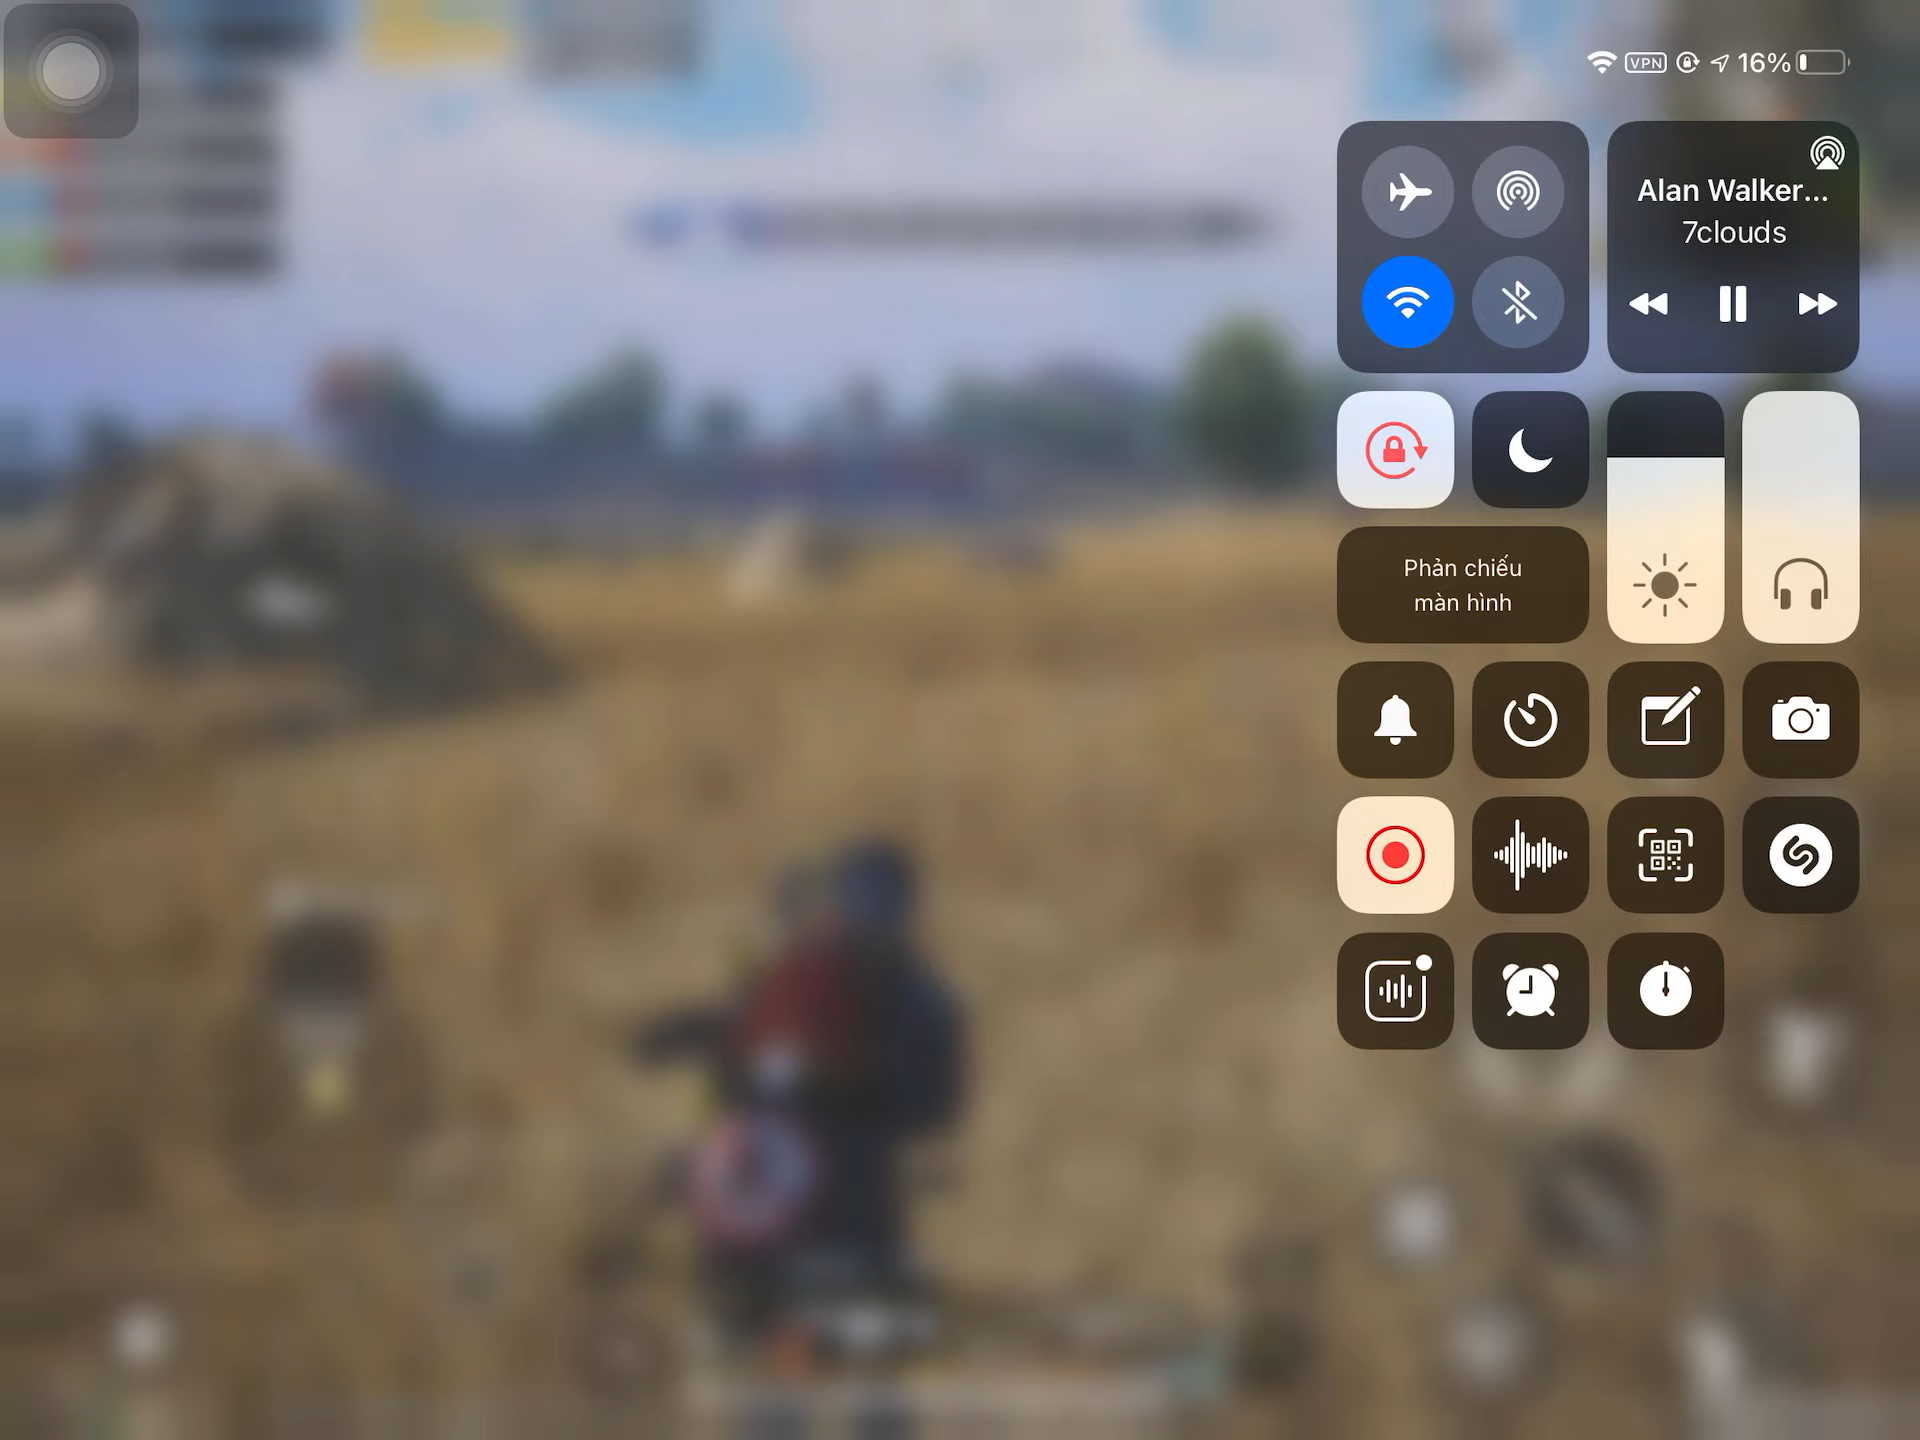 VPN 16%
Alan Walker...
7clouds
Phản chiếu
màn hình